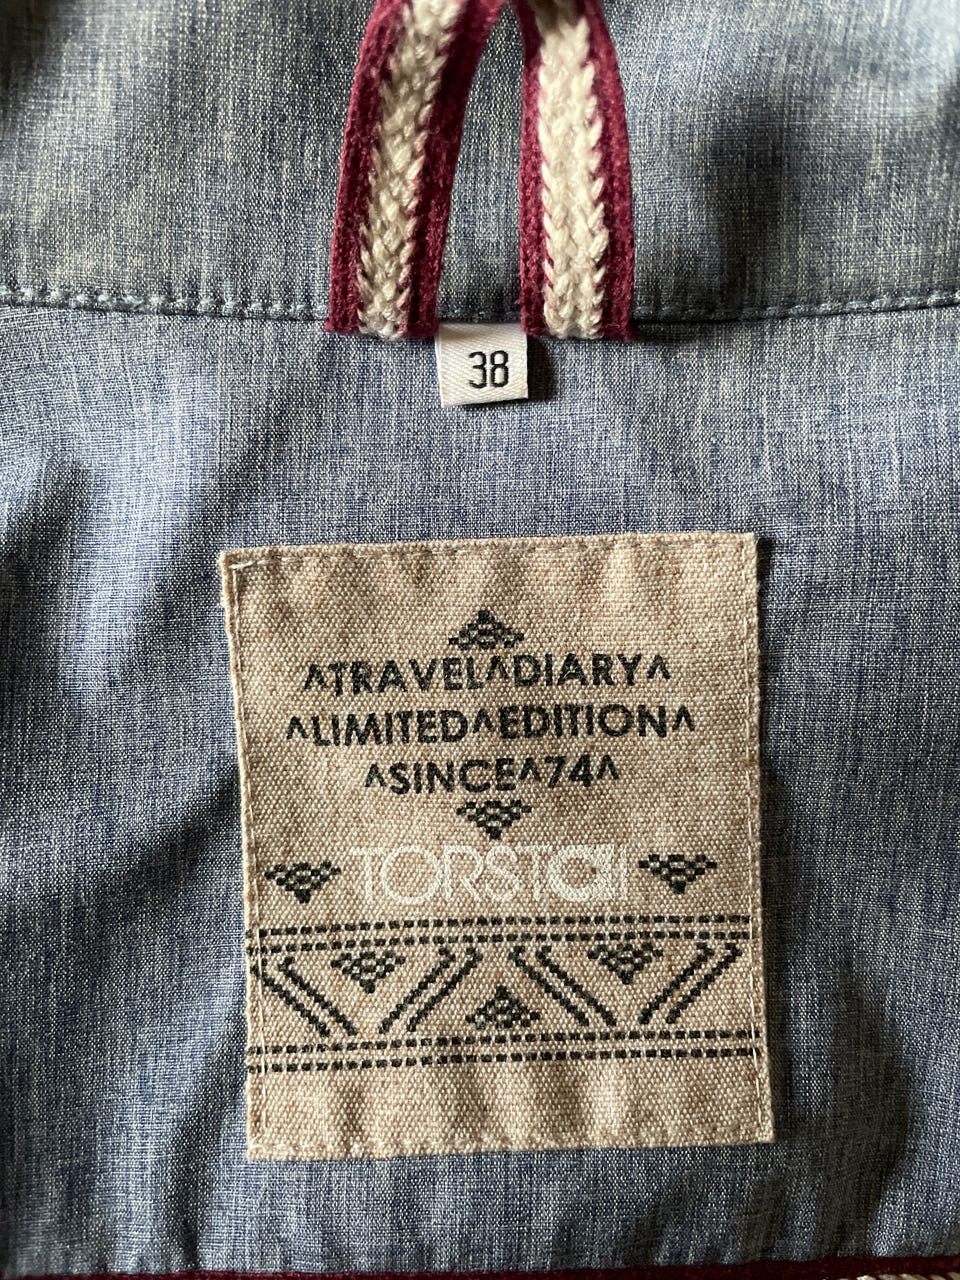 38
^TRAVEL^DIARY^
^LIMITED^EDITION^
^SINCE^74^
TORSTAI